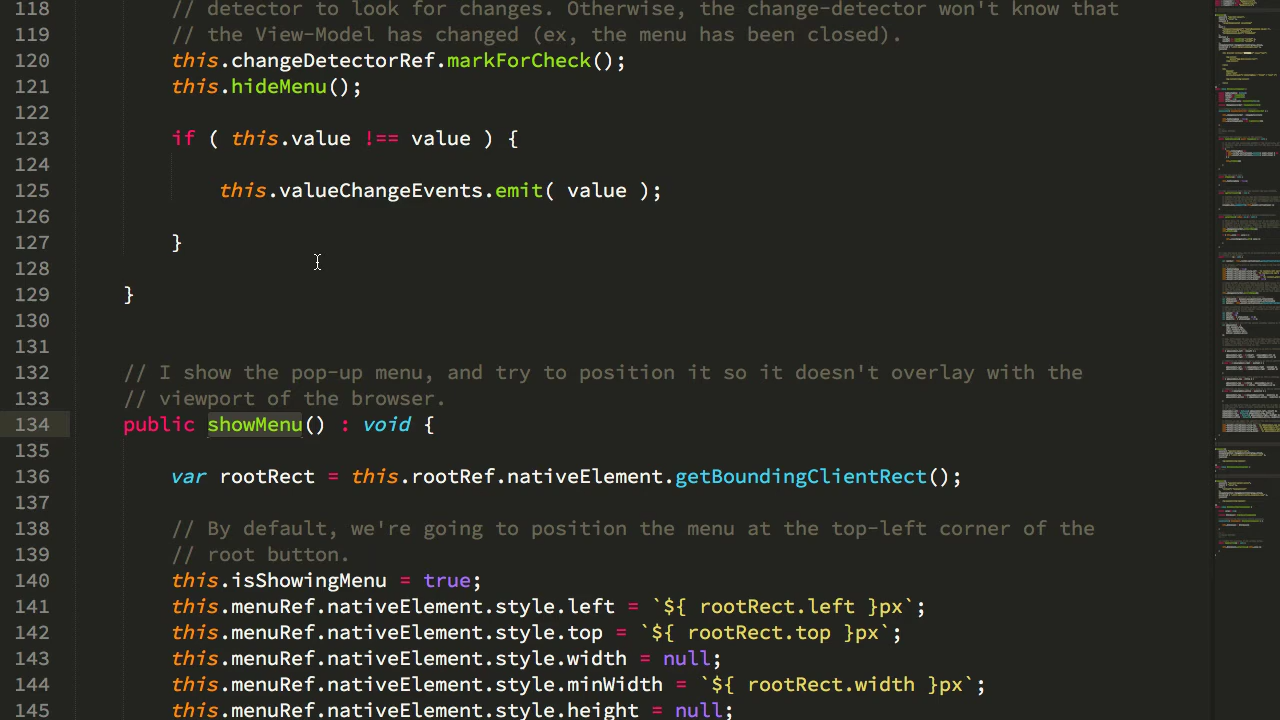 118 // detector to look for changes. Otherwise, the change-detector won't know that
119 // the View-Model has changed (ex, the menu has been closed).
120 this.changeDetectorRef.markForCheck();
121 this.hideMenu();
122
123 if ( this.value !== value ) {
124
125 this.valueChangeEvents.emit( value );
126
127 }
128
129 }
130
131
132 // I show the pop-up menu, and try to position it so it doesn't overlay with the
133 // viewport of the browser.
134 public showMenu() : void {
135
136 var rootRect = this.rootRef.nativeElement.getBoundingClientRect();
137
138 // By default, we're going to position the menu at the top-left corner of the
139 // root button.
140 this.isShowingMenu = true;
141 this.menuRef.nativeElement.style.left = `${ rootRect.left }px`;
142 this.menuRef.nativeElement.style.top = `${ rootRect.top }px`;
143 this.menuRef.nativeElement.style.width = null;
144 this.menuRef.nativeElement.style.minWidth = `${ rootRect.width }px`;
145 this.menuRef.nativeElement.style.height = null;